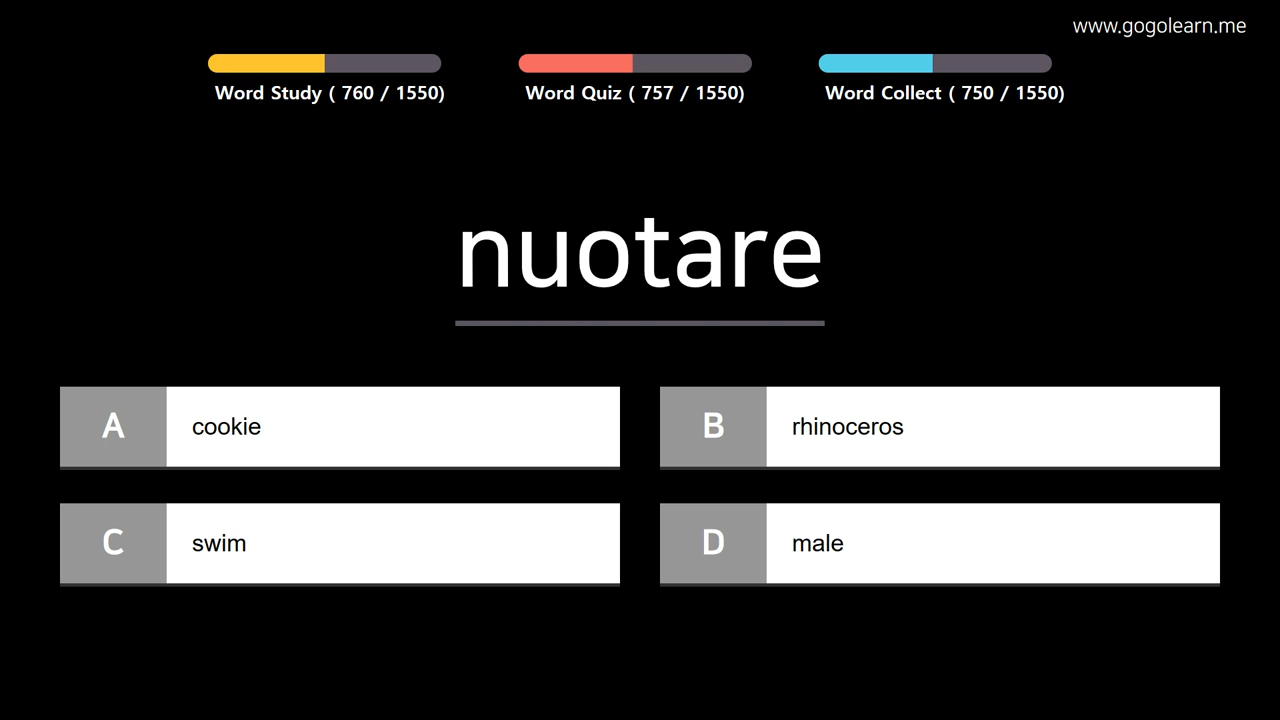 www.gogolearn.me
Word Study ( 760 / 1550)
Word Quiz ( 757 / 1550)
Word Collect ( 750 / 1550)
nuotare
A cookie
B rhinoceros
C swim
D male